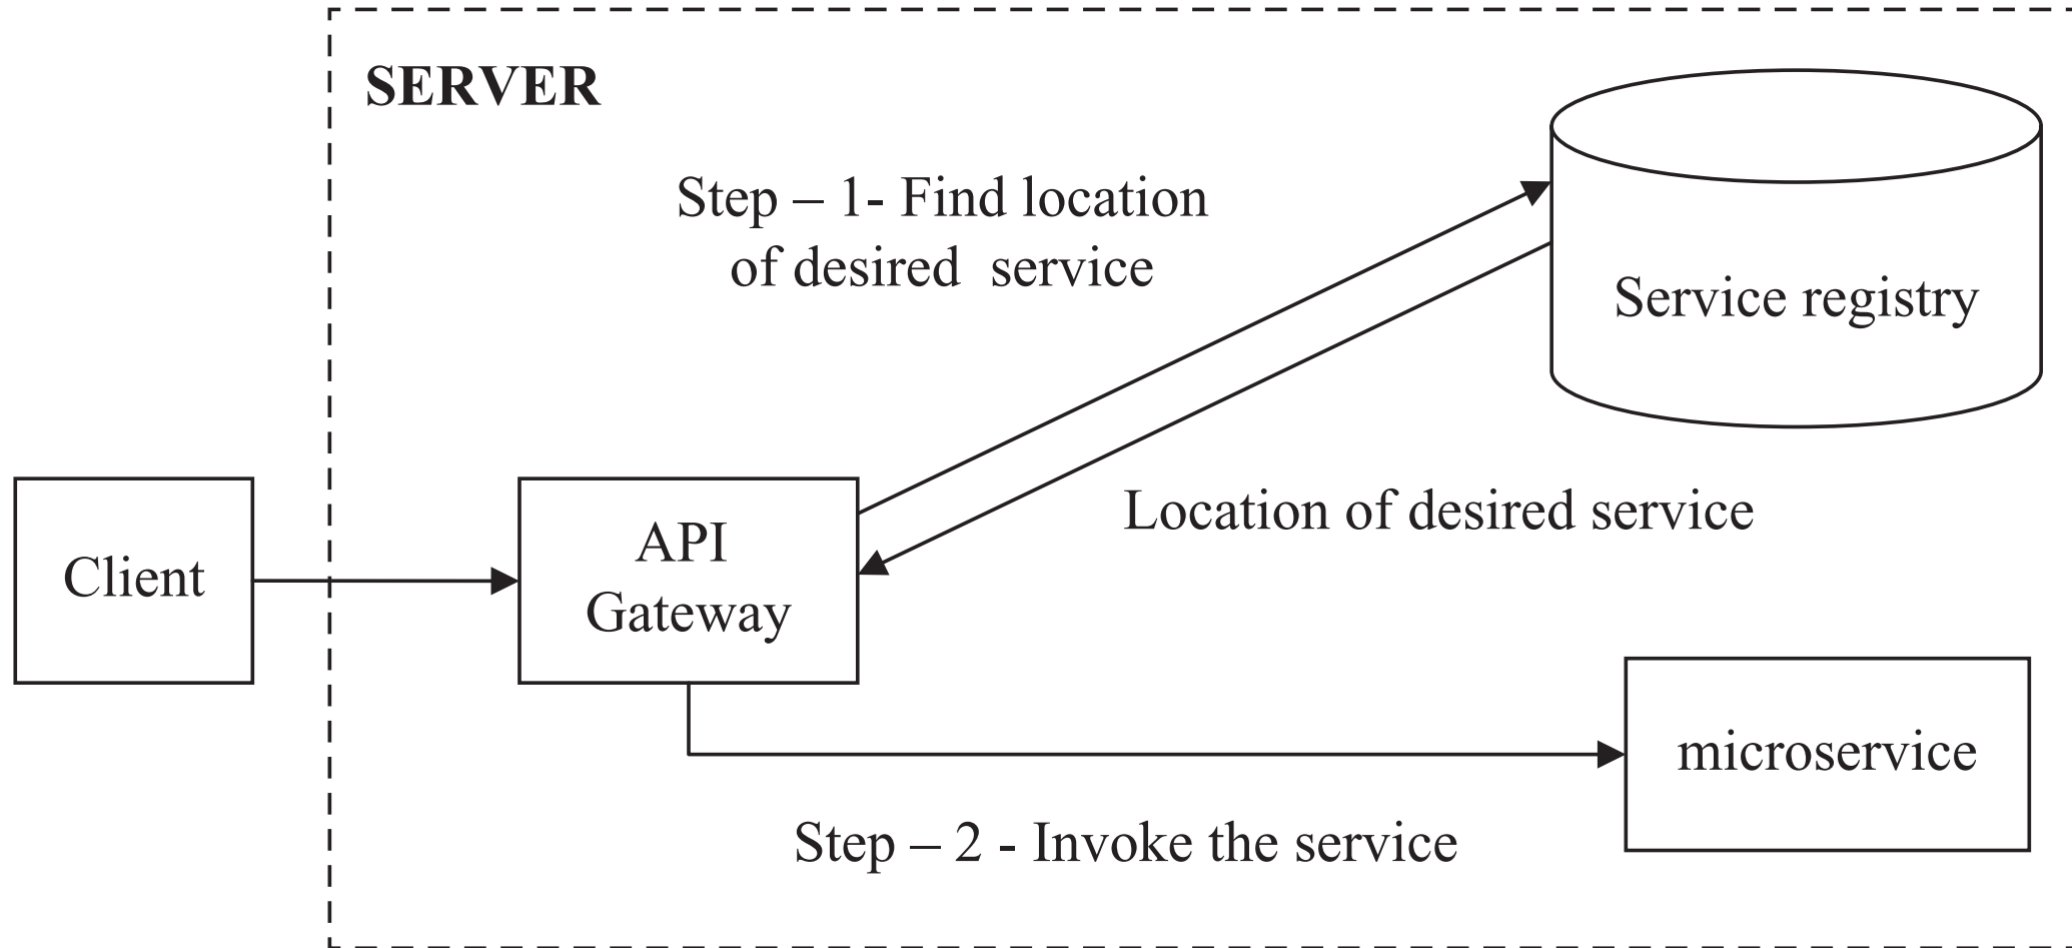 SERVER
Step – 1- Find location
of desired  service
Service registry
Client
API
Gateway
Location of desired service
microservice
Step – 2 - Invoke the service